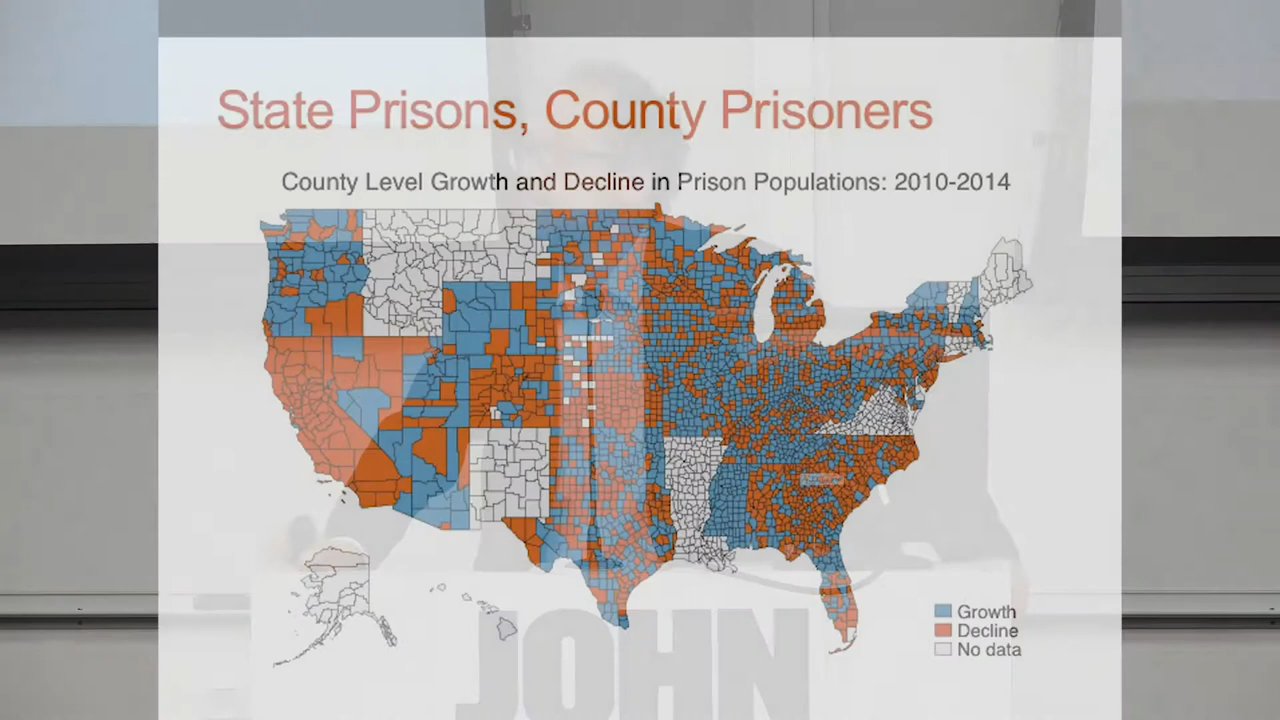 State Prisons, County Prisoners
County Level Growth and Decline in Prison Populations: 2010-2014
Growth
Decline
No data
JOHN